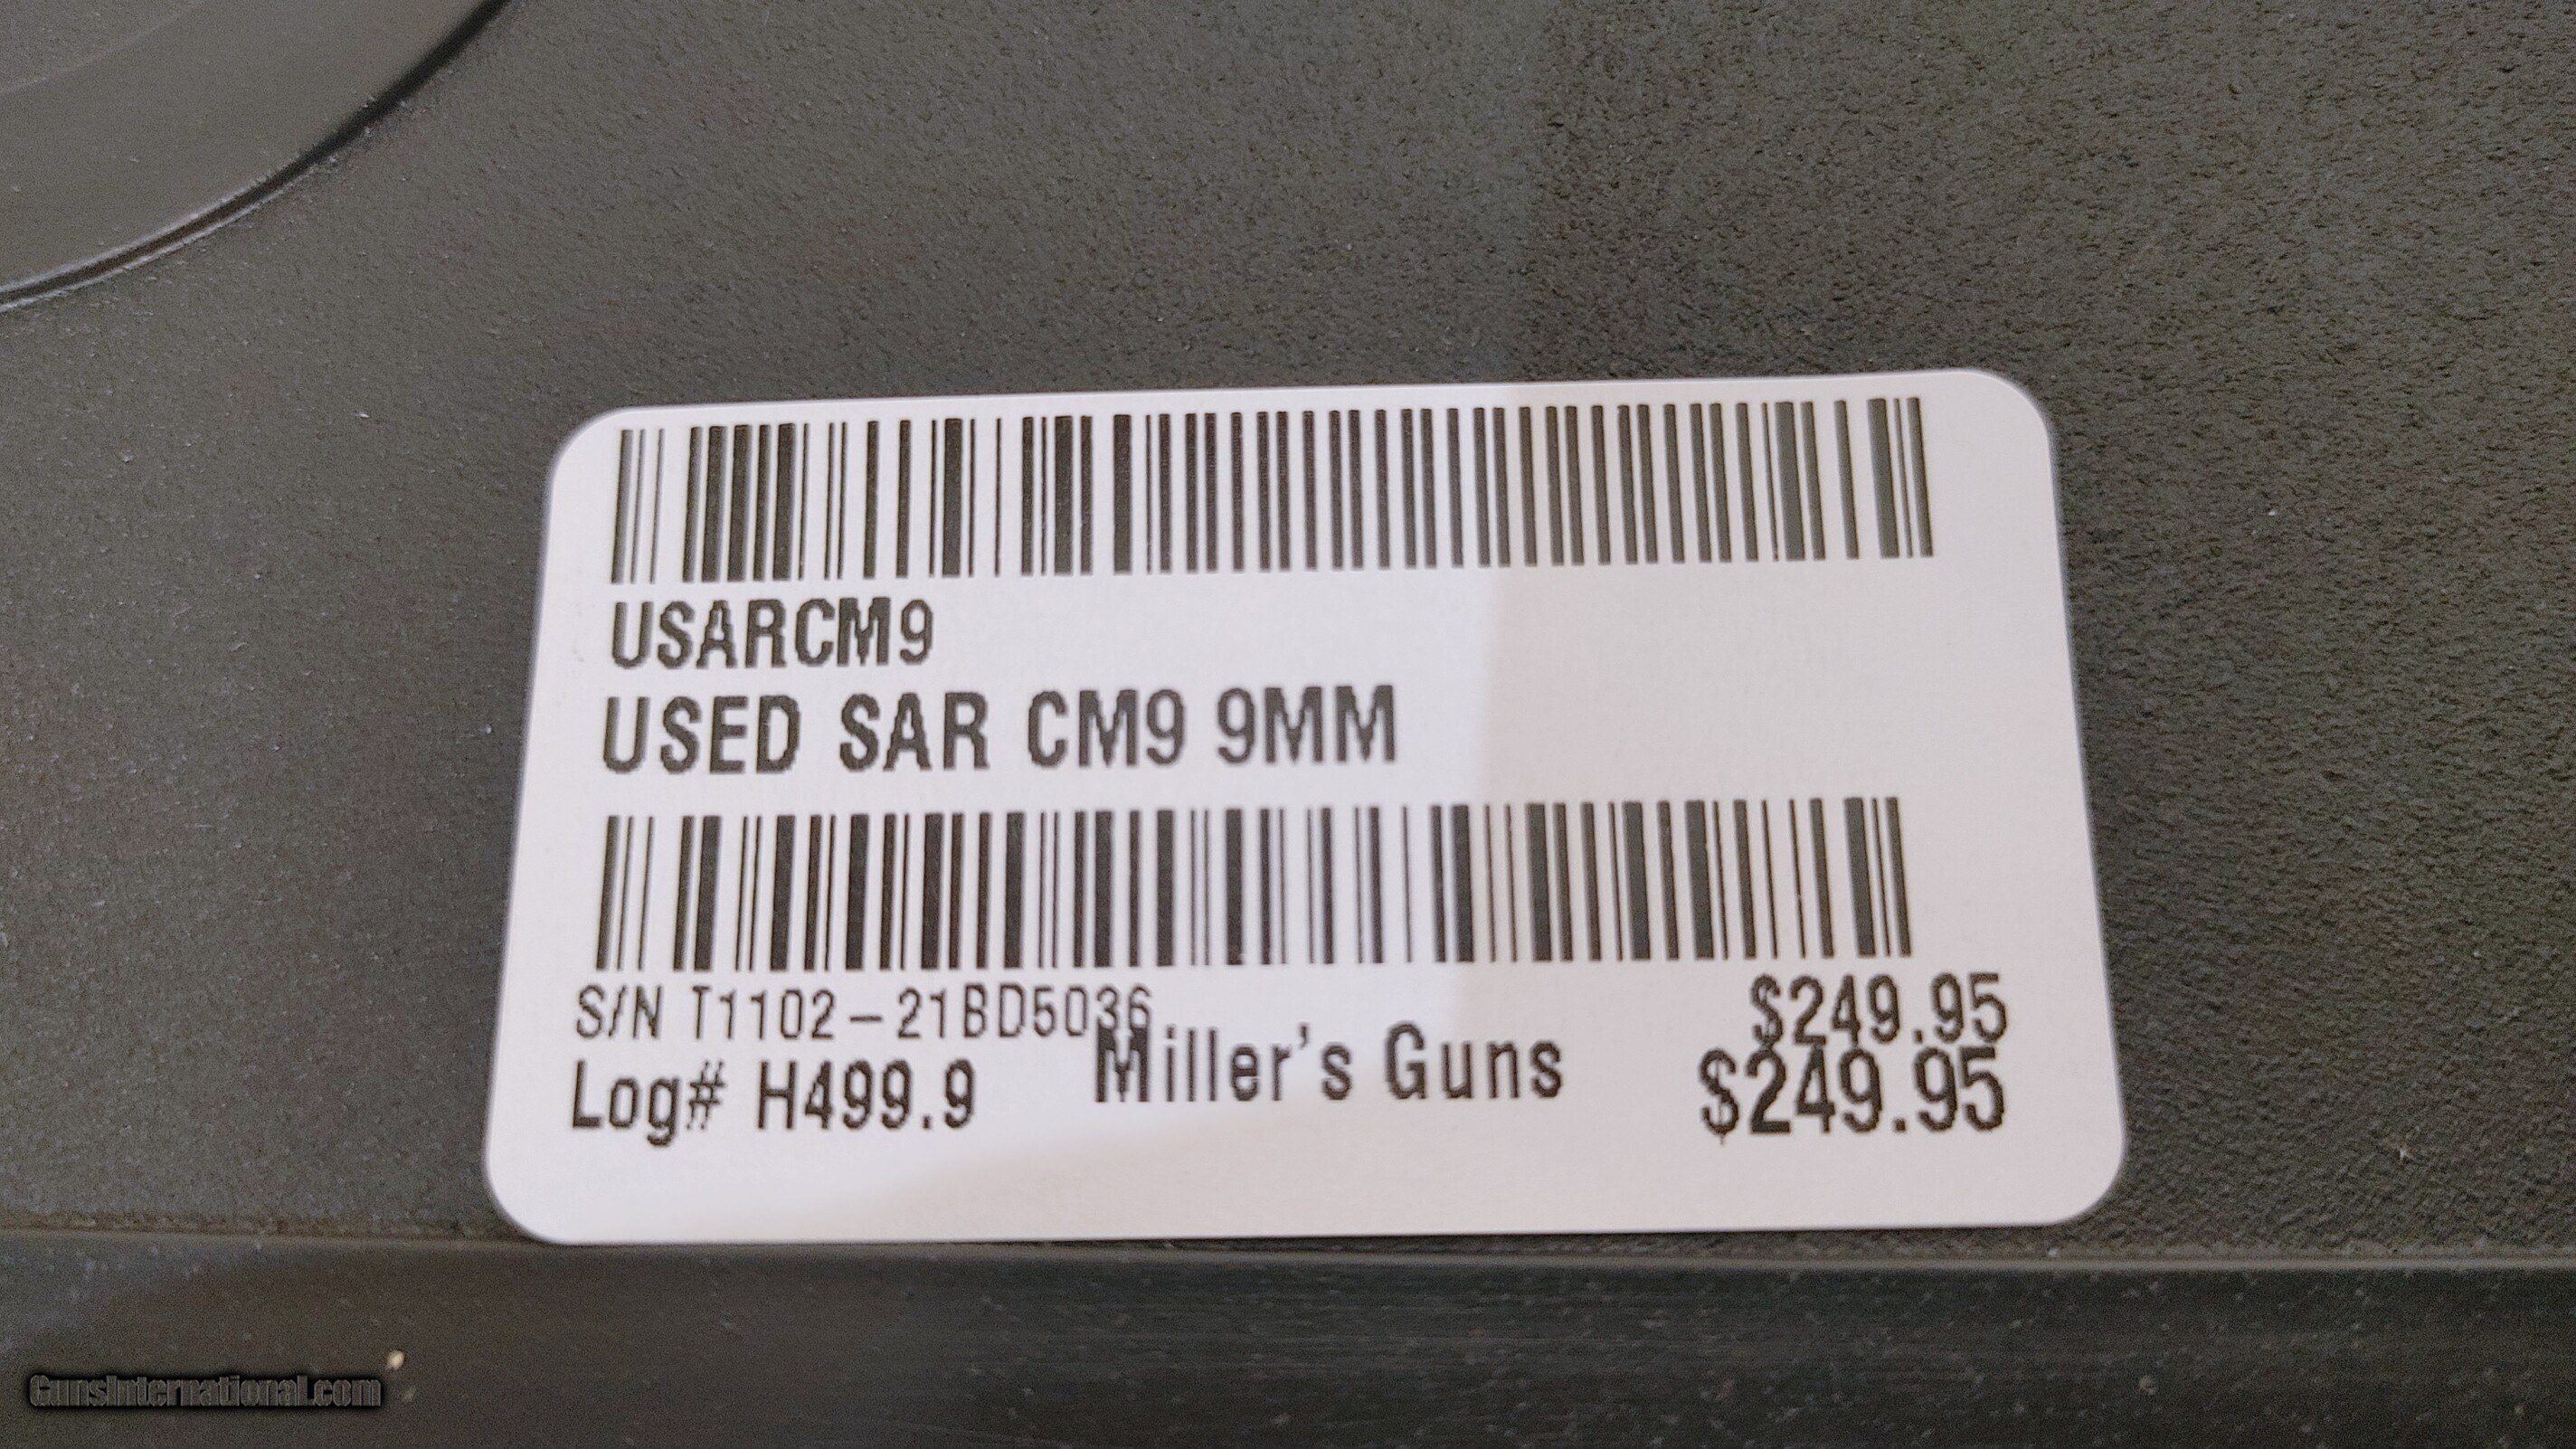 USARCM9
USED SAR CM9 9MM
S/N T1102-21BD5036
$249.95
Log# H499.9
Miller's Guns
$249.95
GunsInternational.com